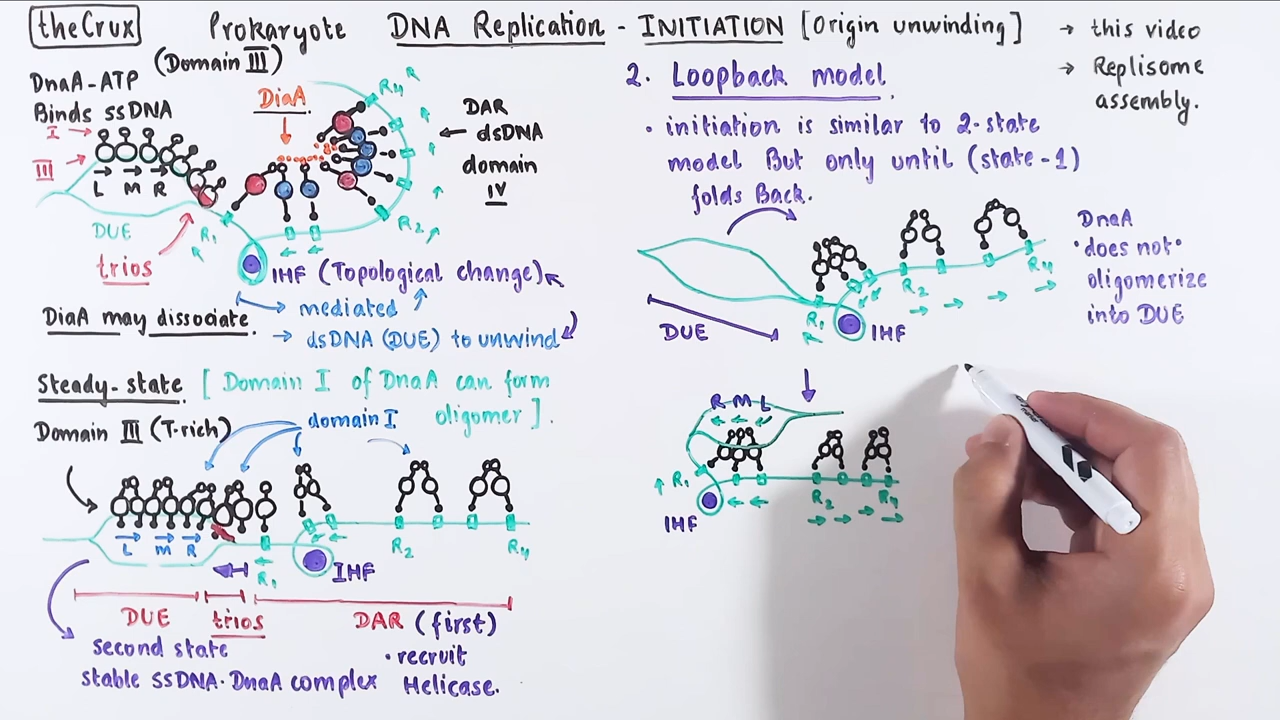 theCrux
Prokaryote DNA Replication - INITIATION [Origin unwinding]
→ this video
→ Replisome
assembly.
(Domain III)
DnaA-ATP
Binds ssDNA
I →
III →
L M R
DUE
trios
R1
DiaA
R4
R2
← DAR
dsDNA
domain
IV
IHF (Topological change)
→ mediated
→ dsDNA (DUE) to unwind
DiaA may dissociate.
Steady-state [Domain I of DnaA can form
oligomer].
Domain III (T-rich)
domain I
L M R
R1
IHF
R2
R4
DUE
trios
DAR (first)
• recruit
Helicase.
second state
stable ssDNA·DnaA complex
2. Loopback model.
• initiation is similar to 2-state
model But only until (state-1)
folds Back.
DUE
R1
IHF
R2
R4
DnaA
•does not•
oligomerize
into DUE
R M L
R1
IHF
R2
R4